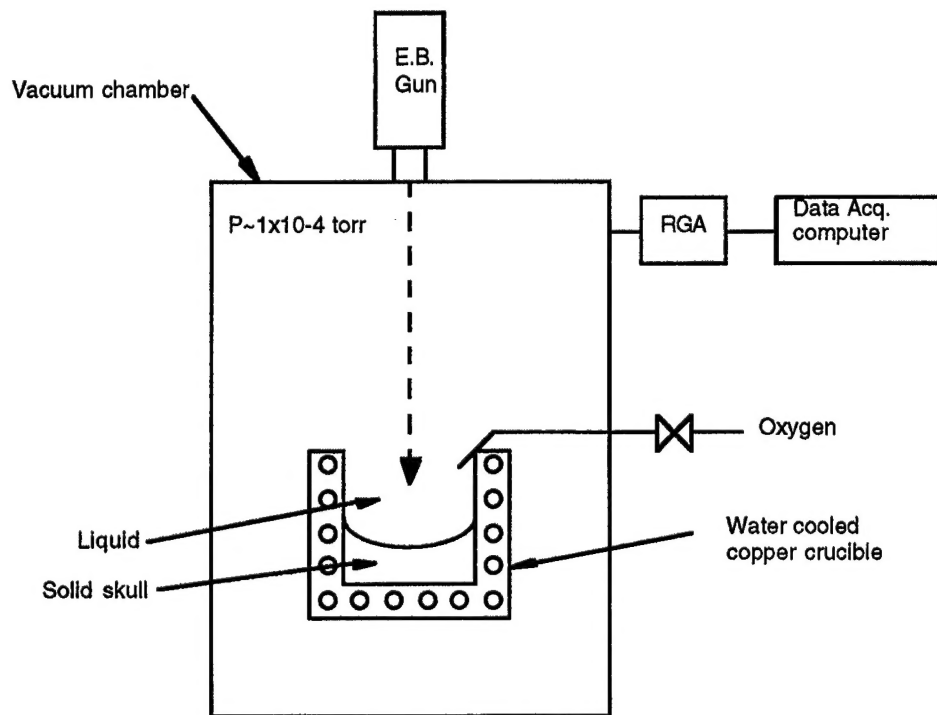 E.B.
Gun
Vacuum chamber
P~1x10-4 torr
RGA
Data Acq.
computer
Oxygen
Liquid
Water cooled
copper crucible
Solid skull